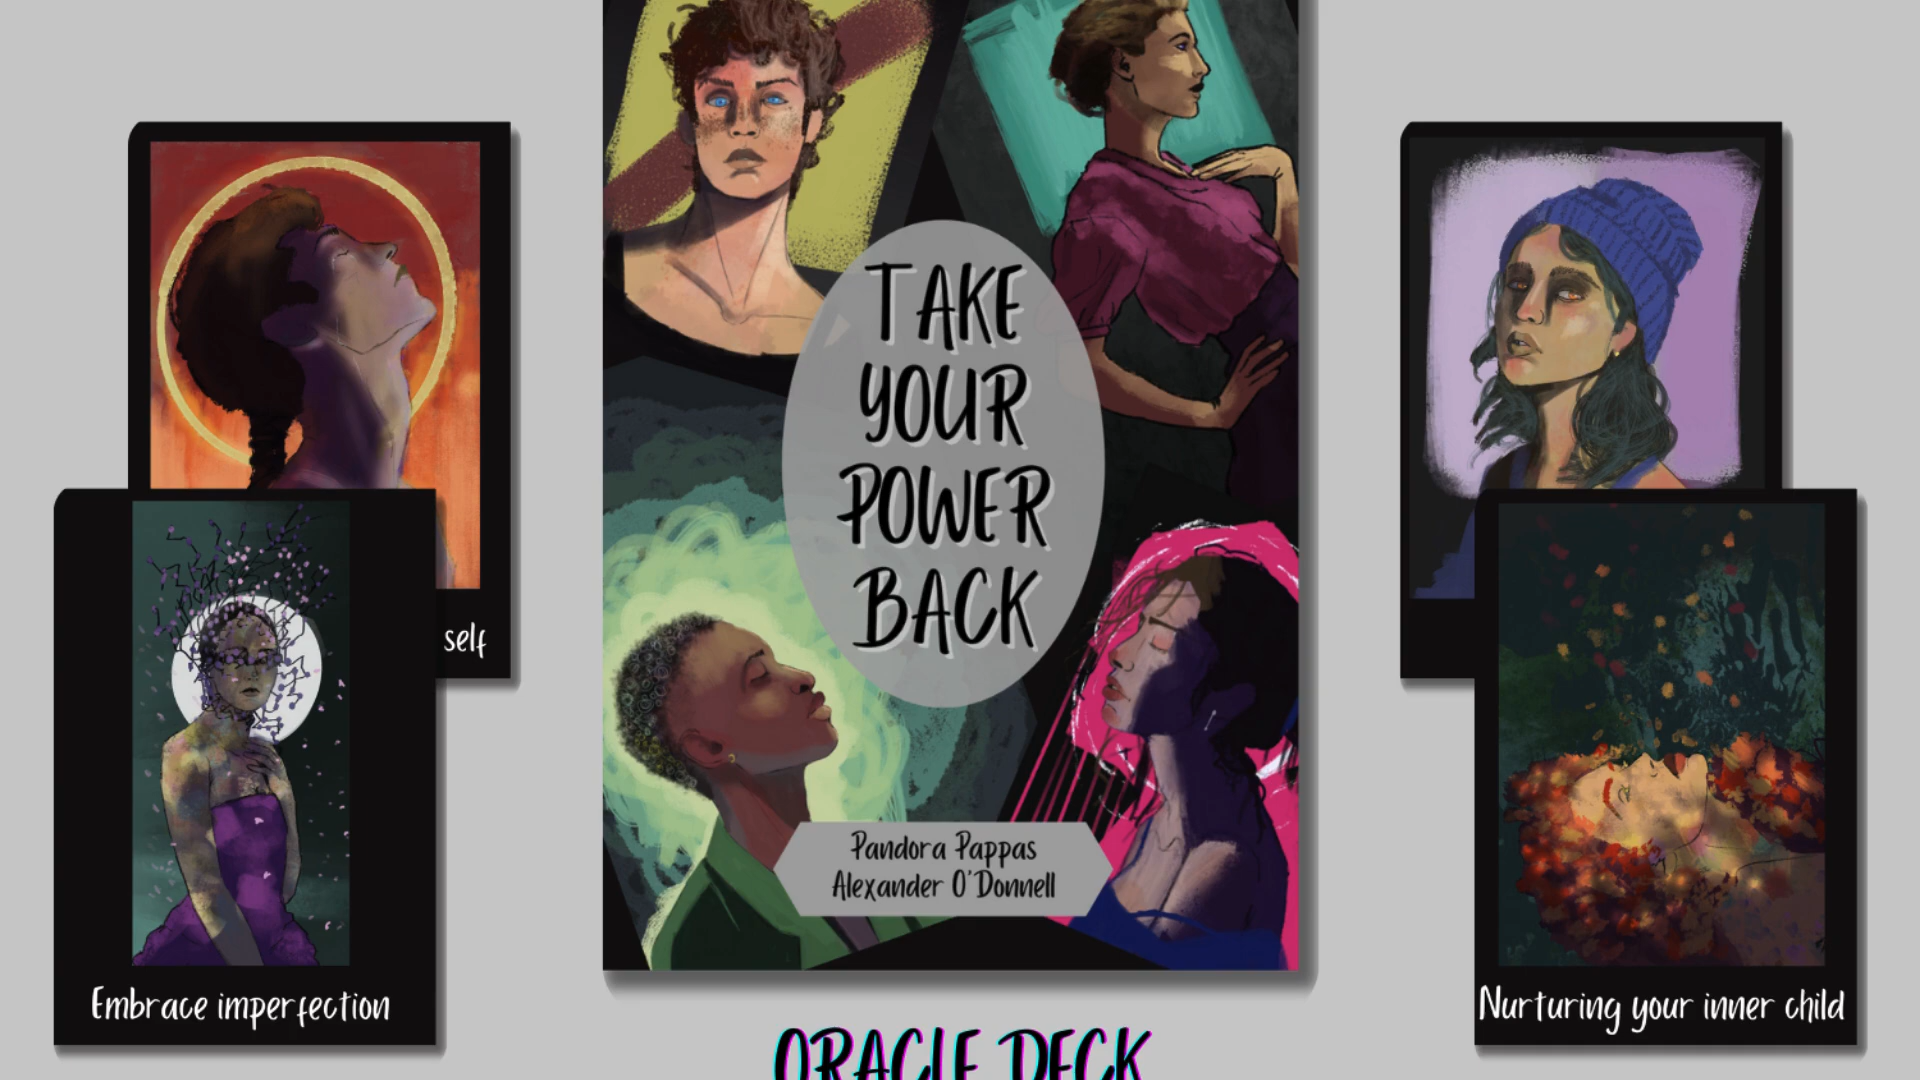 TAKE
YOUR
POWER
BACK
Pandora Pappas
Alexander O'Donnell
self
Embrace imperfection
Nurturing your inner child
ORACLE DECK